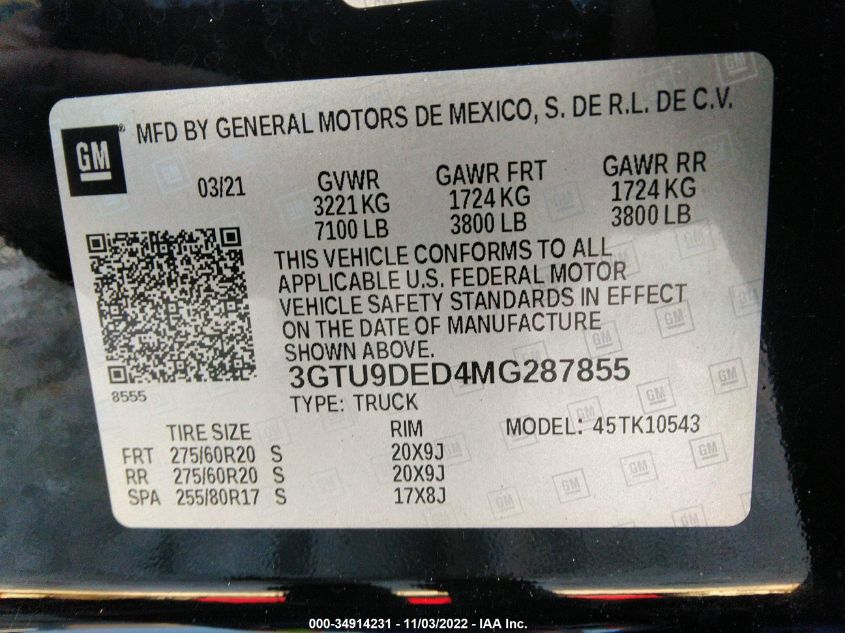 GM
® MFD BY GENERAL MOTORS DE MEXICO, S. DE R.L. DE C.V.
03/21
GVWR GAWR FRT GAWR RR
3221 KG 1724 KG 1724 KG
7100 LB 3800 LB 3800 LB
THIS VEHICLE CONFORMS TO ALL
APPLICABLE U.S. FEDERAL MOTOR
VEHICLE SAFETY STANDARDS IN EFFECT
ON THE DATE OF MANUFACTURE
SHOWN ABOVE.
3GTU9DED4MG287855
8555
TYPE: TRUCK
MODEL: 45TK10543
TIRE SIZE RIM
FRT 275/60R20 S 20X9J
RR 275/60R20 S 20X9J
SPA 255/80R17 S 17X8J
000-34914231 - 11/03/2022 - IAA Inc.